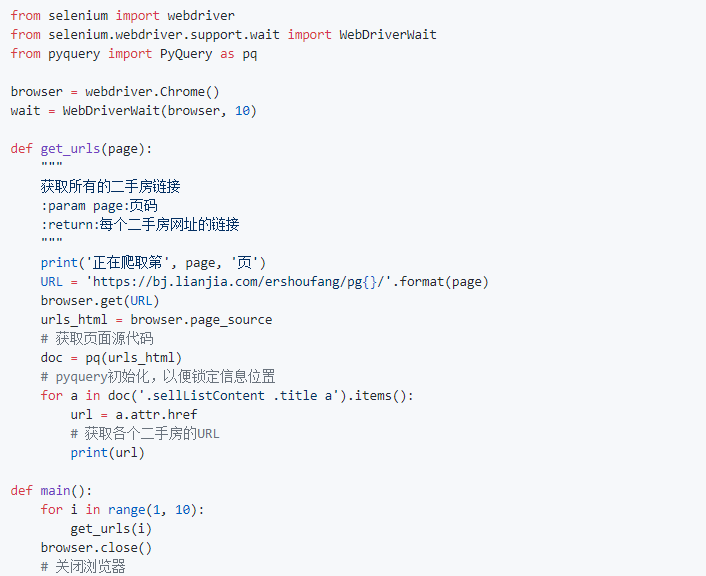 from selenium import webdriver
from selenium.webdriver.support.wait import WebDriverWait
from pyquery import PyQuery as pq
browser = webdriver.Chrome()
wait = WebDriverWait(browser, 10)
def get_urls(page):
"""
获取所有的二手房链接
:param page:页码
:return:每个二手房网址的链接
"""
print('正在爬取第', page, '页')
URL = 'https://bj.lianjia.com/ershoufang/pg{}/'.format(page)
browser.get(URL)
urls_html = browser.page_source
# 获取页面源代码
doc = pq(urls_html)
# pyquery初始化，以便锁定信息位置
for a in doc('.sellListContent .title a').items():
url = a.attr.href
# 获取各个二手房的URL
print(url)
def main():
for i in range(1, 10):
get_urls(i)
browser.close()
# 关闭浏览器